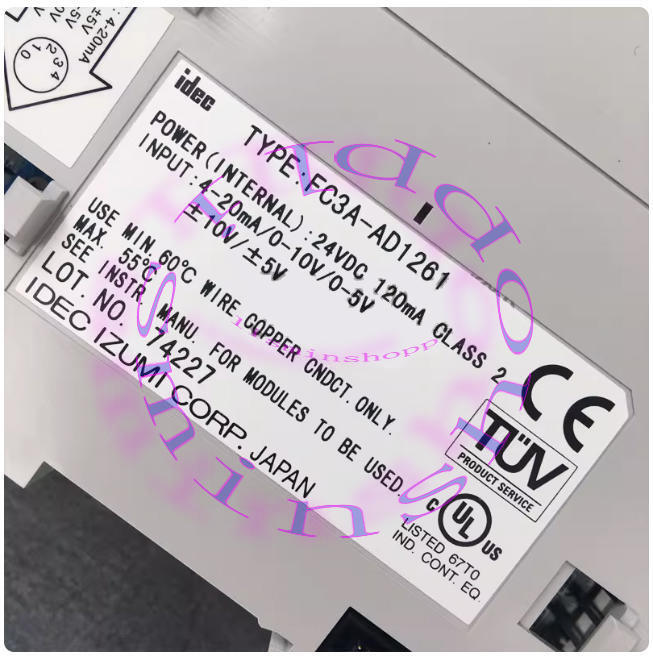 idec
TYPE. FC3A-AD1261
POWER(INTERNAL): 24VDC 120mA CLASS 2
INPUT: 4-20mA/0-10V/0-5V
±10V/±5V
USE MIN. 60°C WIRE, COPPER CNDCT. ONLY.
MAX. 55°C
SEE INSTR. MANU. FOR MODULES TO BE USED.
LOT. NO. 74227
IDEC IZUMI CORP. JAPAN
CE
TÜV
PRODUCT SERVICE
C UL US
LISTED 67T0
IND. CONT. EQ.
: 4-20mA
±5V